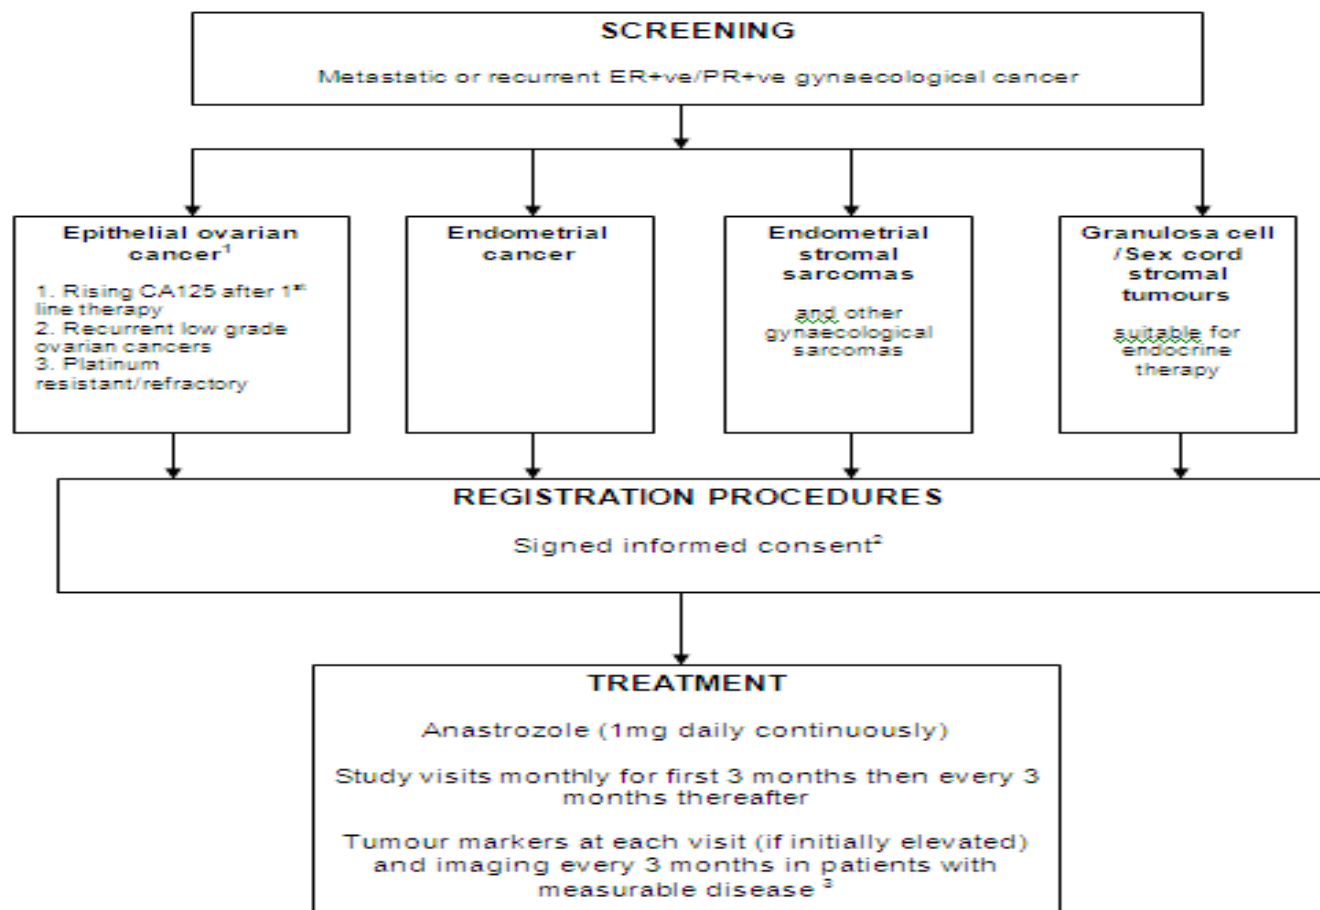 SCREENING
Metastatic or recurrent ER+ve/PR+ve gynaecological cancer
Epithelial ovarian
cancer¹
1. Rising CA125 after 1ˢᵗ
line therapy
2. Recurrent low grade
ovarian cancers
3. Platinum
resistant/refractory
Endometrial
cancer
Endometrial
stromal
sarcomas
and other
gynaecological
sarcomas
Granulosa cell
/Sex cord
stromal
tumours
suitable for
endocrine
therapy
REGISTRATION PROCEDURES
Signed informed consent²
TREATMENT
Anastrozole (1mg daily continuously)
Study visits monthly for first 3 months then every 3
months thereafter
Tumour markers at each visit (if initially elevated)
and imaging every 3 months in patients with
measurable disease ³